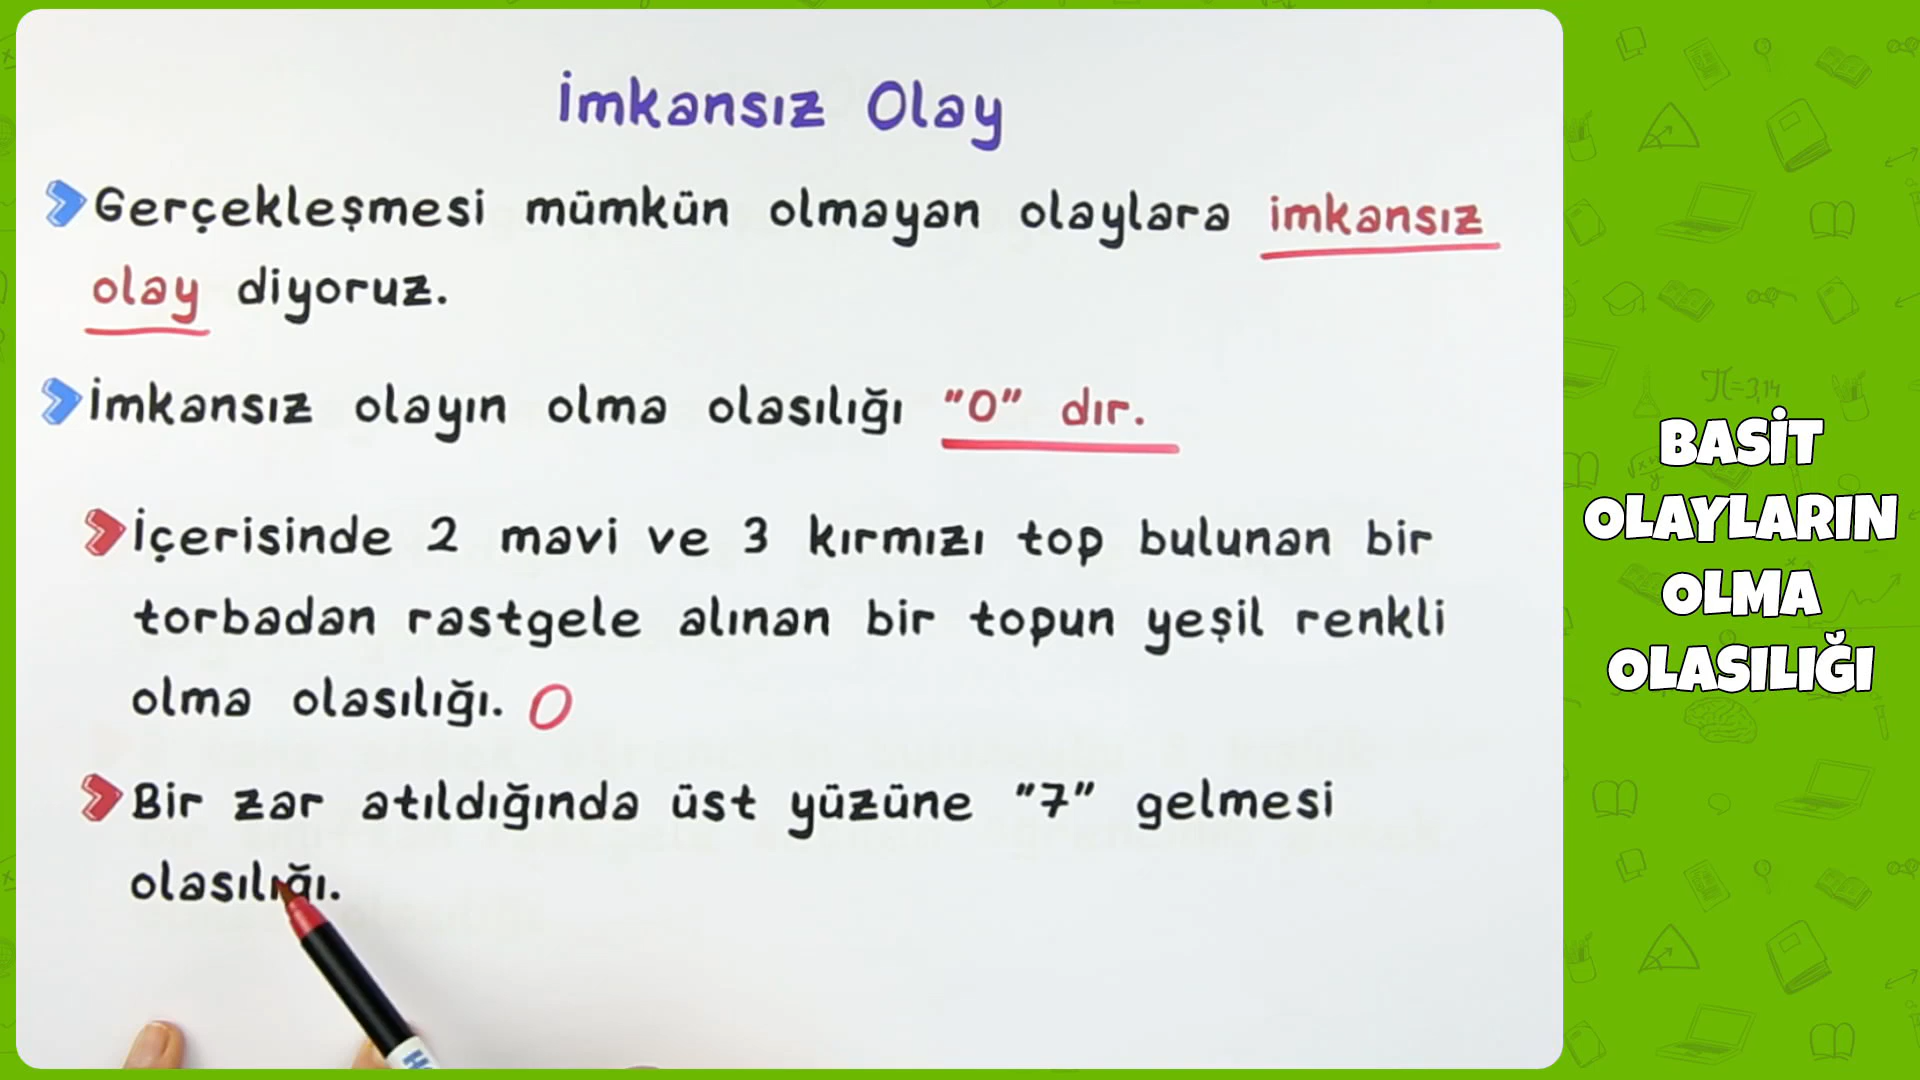 İmkansız Olay
Gerçekleşmesi mümkün olmayan olaylara imkansız
olay diyoruz.
İmkansız olayın olma olasılığı "0" dır.
İçerisinde 2 mavi ve 3 kırmızı top bulunan bir
torbadan rastgele alınan bir topun yeşil renkli
olma olasılığı. 0
Bir zar atıldığında üst yüzüne "7" gelmesi
olasılığı.
π=3,14
BASİT
OLAYLARIN
OLMA
OLASILIĞI